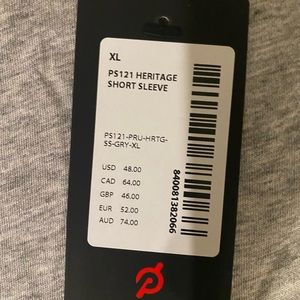 XL
PS121 HERITAGE
SHORT SLEEVE
PS121-PRU-HRTG-
SS-GRY-XL
USD 48.00
CAD 64.00
GBP 46.00
EUR 52.00
AUD 74.00
840081382066